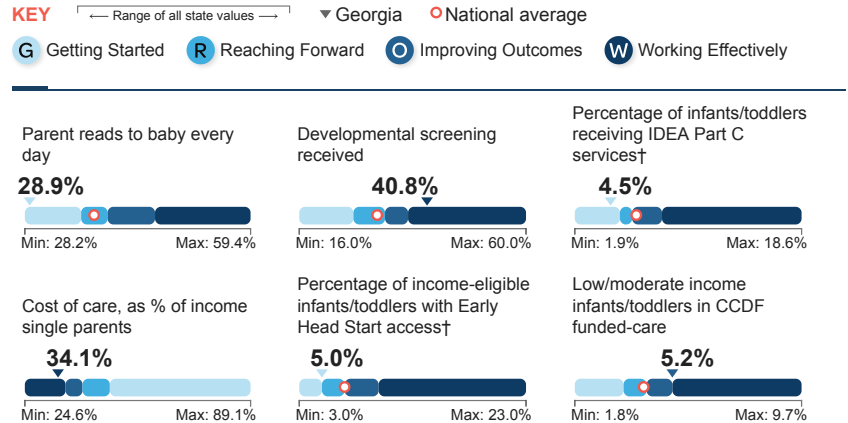 KEY Range of all state values Georgia National average
G Getting Started R Reaching Forward O Improving Outcomes W Working Effectively
Parent reads to baby every
day
28.9%
Min: 28.2% Max: 59.4%
Developmental screening
received
40.8%
Min: 16.0% Max: 60.0%
Percentage of infants/toddlers
receiving IDEA Part C
services†
4.5%
Min: 1.9% Max: 18.6%
Cost of care, as % of income
single parents
34.1%
Min: 24.6% Max: 89.1%
Percentage of income-eligible
infants/toddlers with Early
Head Start access†
5.0%
Min: 3.0% Max: 23.0%
Low/moderate income
infants/toddlers in CCDF
funded-care
5.2%
Min: 1.8% Max: 9.7%